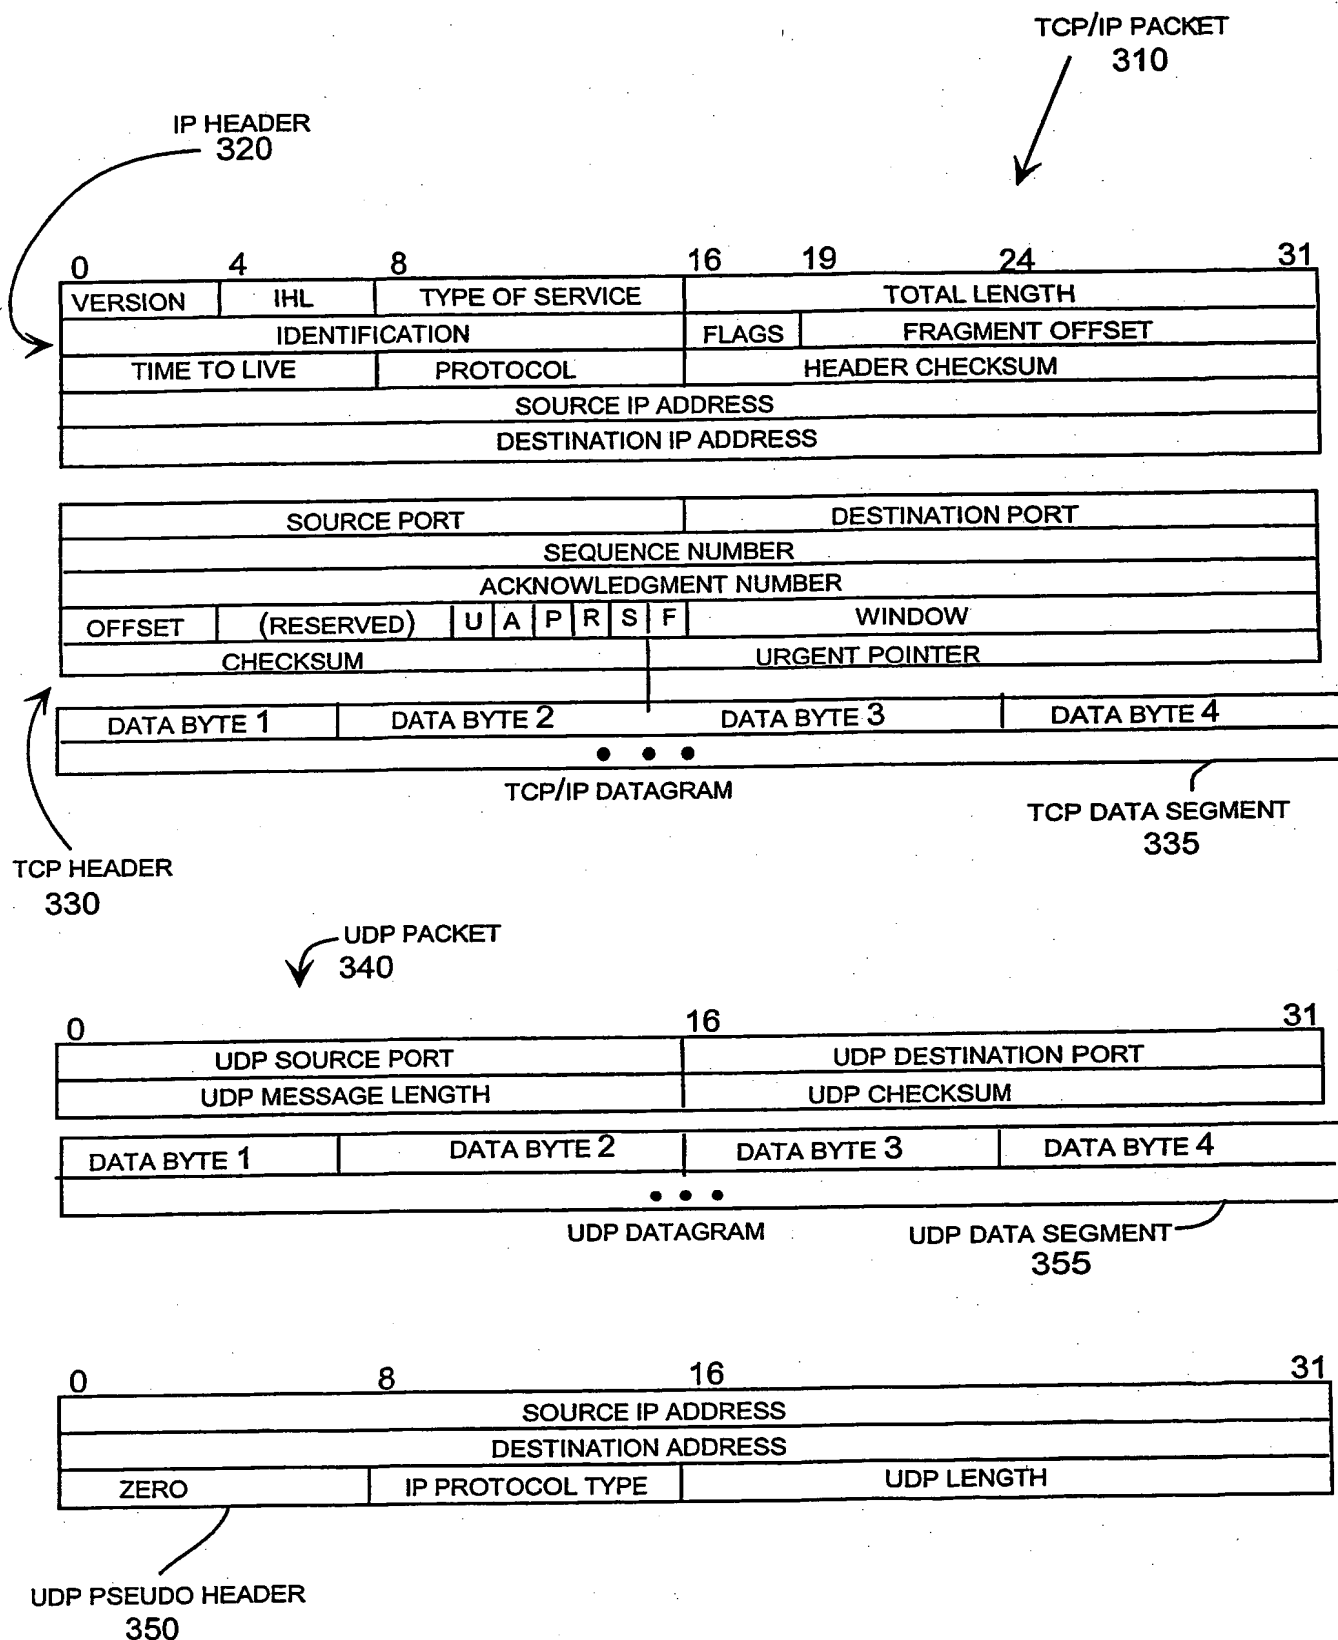 TCP/IP PACKET
310
IP HEADER
320
0 4 8 16 19 24 31
VERSION IHL TYPE OF SERVICE TOTAL LENGTH
IDENTIFICATION FLAGS FRAGMENT OFFSET
TIME TO LIVE PROTOCOL HEADER CHECKSUM
SOURCE IP ADDRESS
DESTINATION IP ADDRESS
SOURCE PORT DESTINATION PORT
SEQUENCE NUMBER
ACKNOWLEDGMENT NUMBER
OFFSET (RESERVED) U A P R S F WINDOW
CHECKSUM URGENT POINTER
DATA BYTE 1 DATA BYTE 2 DATA BYTE 3 DATA BYTE 4
TCP/IP DATAGRAM
TCP DATA SEGMENT
335
TCP HEADER
330
UDP PACKET
340
0 16 31
UDP SOURCE PORT UDP DESTINATION PORT
UDP MESSAGE LENGTH UDP CHECKSUM
DATA BYTE 1 DATA BYTE 2 DATA BYTE 3 DATA BYTE 4
UDP DATAGRAM UDP DATA SEGMENT
355
0 8 16 31
SOURCE IP ADDRESS
DESTINATION ADDRESS
ZERO IP PROTOCOL TYPE UDP LENGTH
UDP PSEUDO HEADER
350